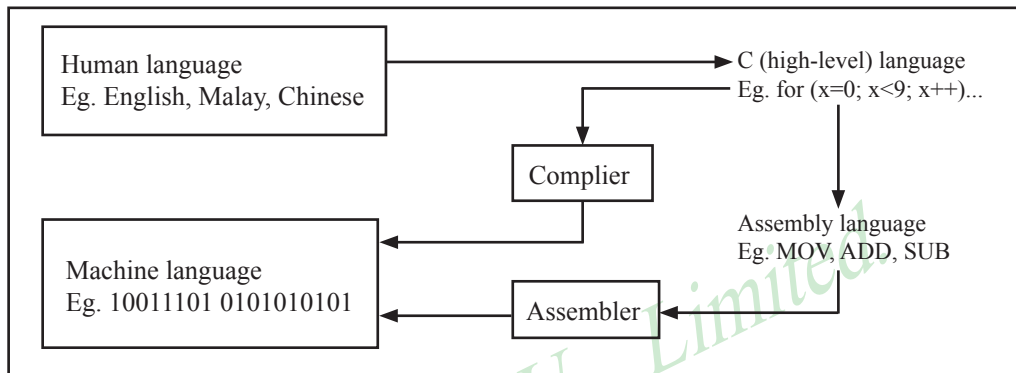 Human language
Eg. English, Malay, Chinese
C (high-level) language
Eg. for (x=0; x<9; x++)...
Complier
Assembly language
Eg. MOV, ADD, SUB
Machine language
Eg. 10011101 0101010101
Assembler
Limited.